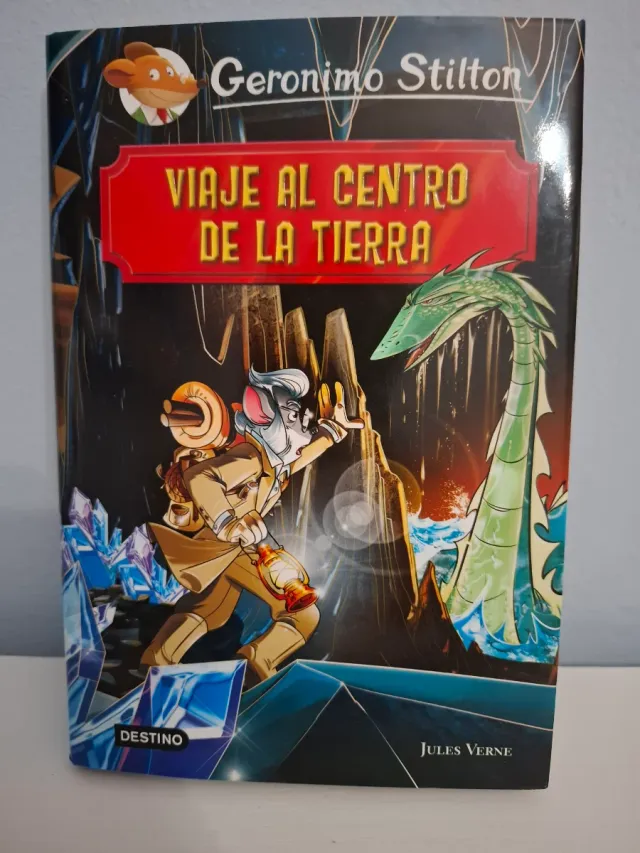 Geronimo Stilton
VIAJE AL CENTRO
DE LA TIERRA
DESTINO
JULES VERNE